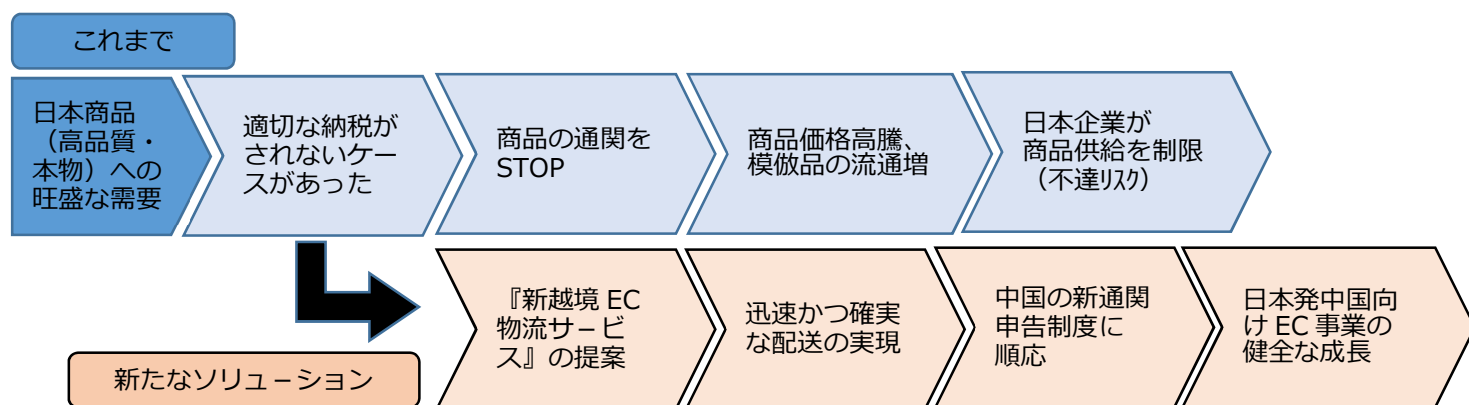 これまで
日本商品
（高品質・
本物）への
旺盛な需要
適切な納税が
されないケー
スがあった
商品の通関を
STOP
商品価格高騰、
模倣品の流通増
日本企業が
商品供給を制限
（不達ﾘｽｸ）
『新越境 EC
物流サービ
ス』の提案
迅速かつ確実
な配送の実現
中国の新通関
申告制度に
順応
日本発中国向
け EC 事業の
健全な成長
新たなソリューション